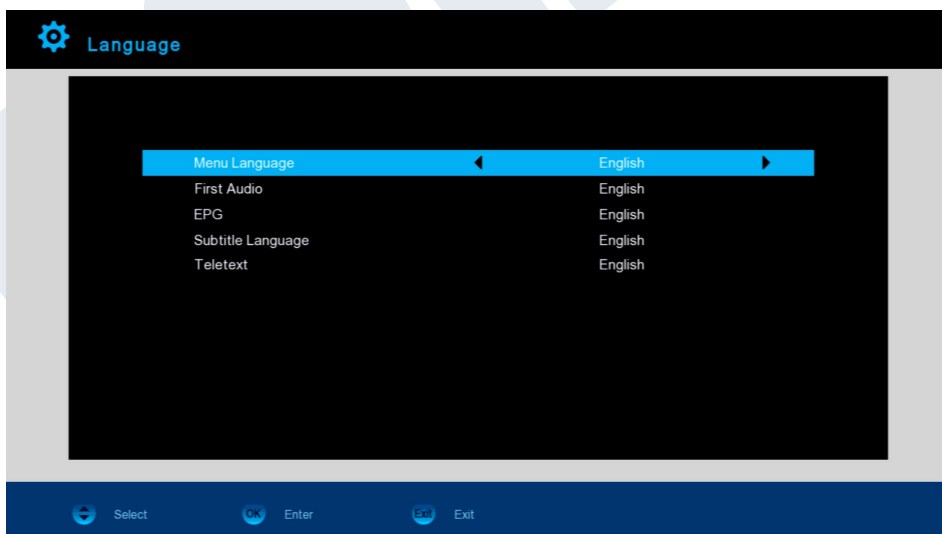 Language
Menu Language English
First Audio English
EPG English
Subtitle Language English
Teletext English
Select OK Enter Exit Exit